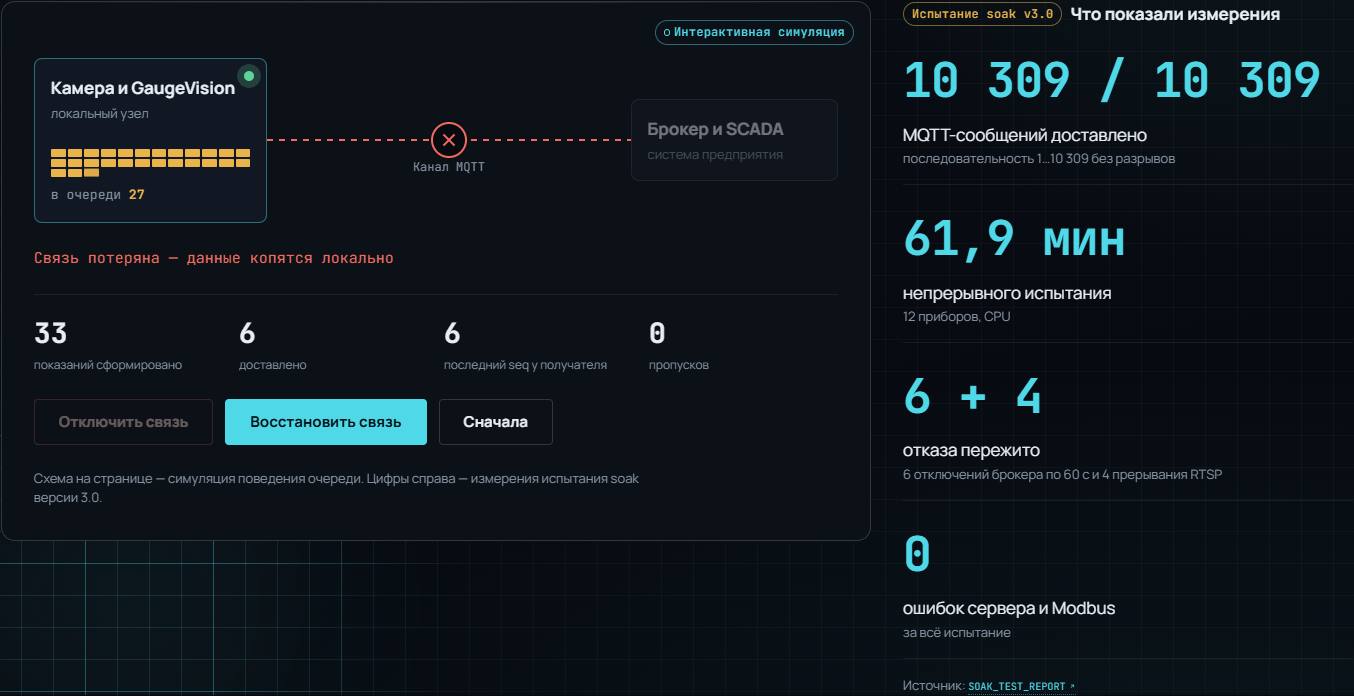 Интерактивная симуляция
Камера и GaugeVision
локальный узел
в очереди 27
Канал MQTT
Брокер и SCADA
система предприятия
Связь потеряна — данные копятся локально
33
показаний сформировано
6
доставлено
6
последний seq у получателя
0
пропусков
Отключить связь
Восстановить связь
Сначала
Схема на странице — симуляция поведения очереди. Цифры справа — измерения испытания soak
версии 3.0.
Испытание soak v3.0 Что показали измерения
10 309 / 10 309
MQTT-сообщений доставлено
последовательность 1…10 309 без разрывов
61,9 мин
непрерывного испытания
12 приборов, CPU
6 + 4
отказа пережито
6 отключений брокера по 60 с и 4 прерывания RTSP
0
ошибок сервера и Modbus
за всё испытание
Источник: SOAK_TEST_REPORT ↗